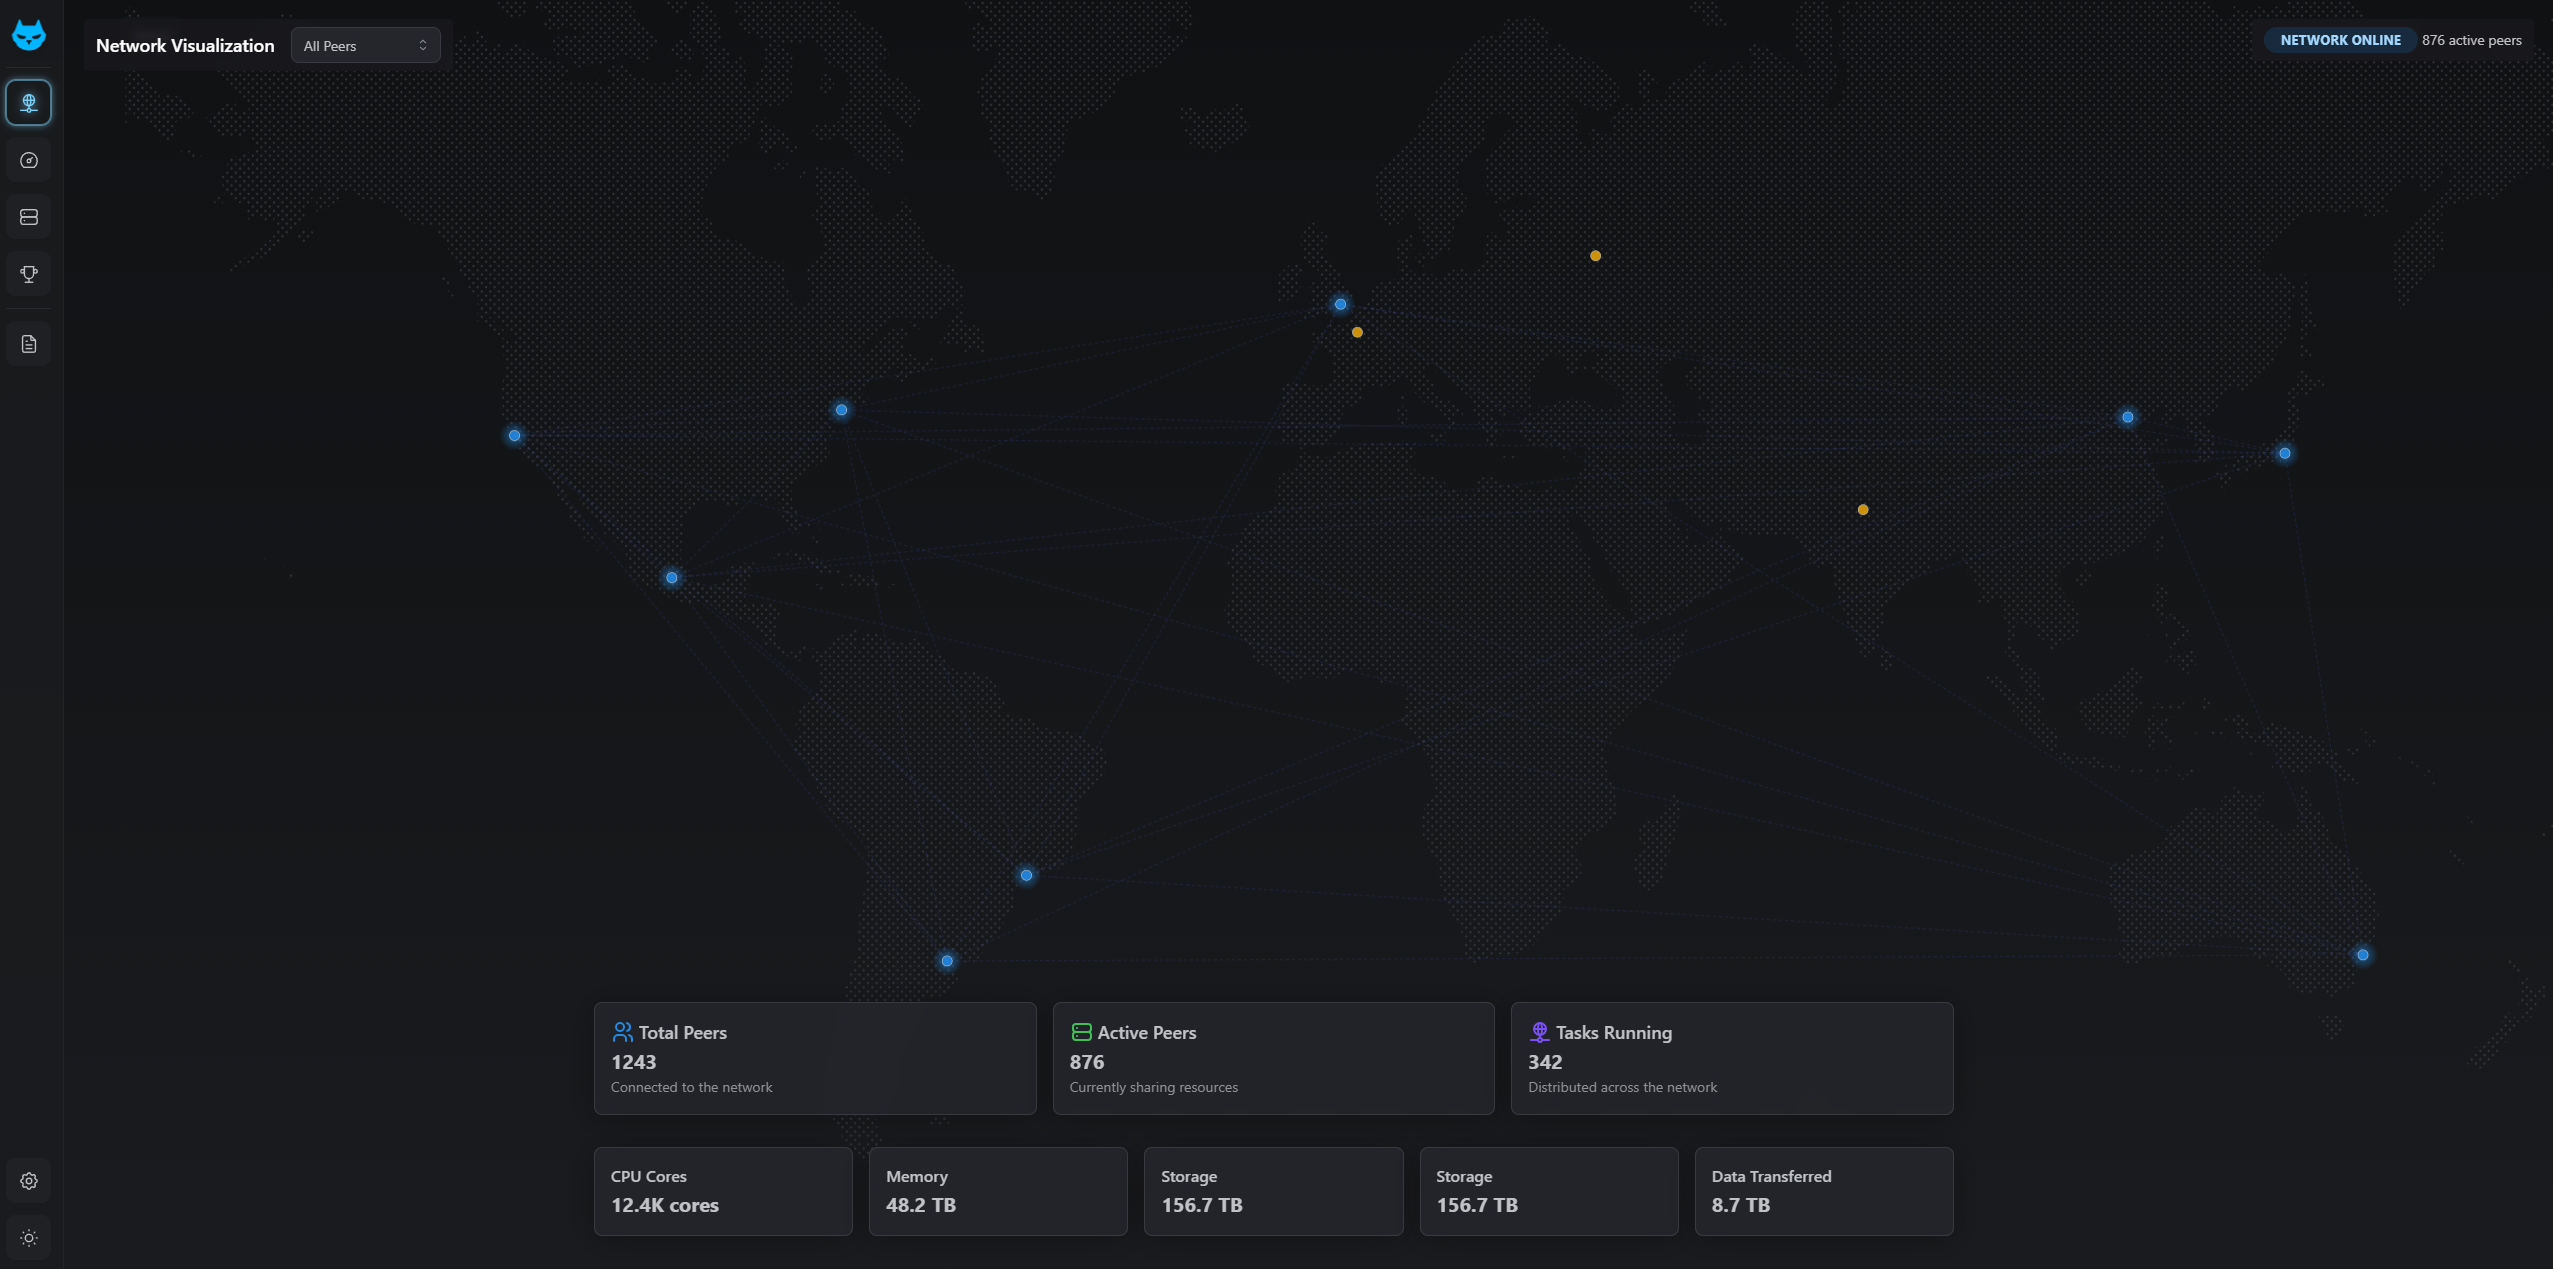 Network Visualization
All Peers
NETWORK ONLINE 876 active peers
Total Peers
1243
Connected to the network
Active Peers
876
Currently sharing resources
Tasks Running
342
Distributed across the network
CPU Cores
12.4K cores
Memory
48.2 TB
Storage
156.7 TB
Storage
156.7 TB
Data Transferred
8.7 TB